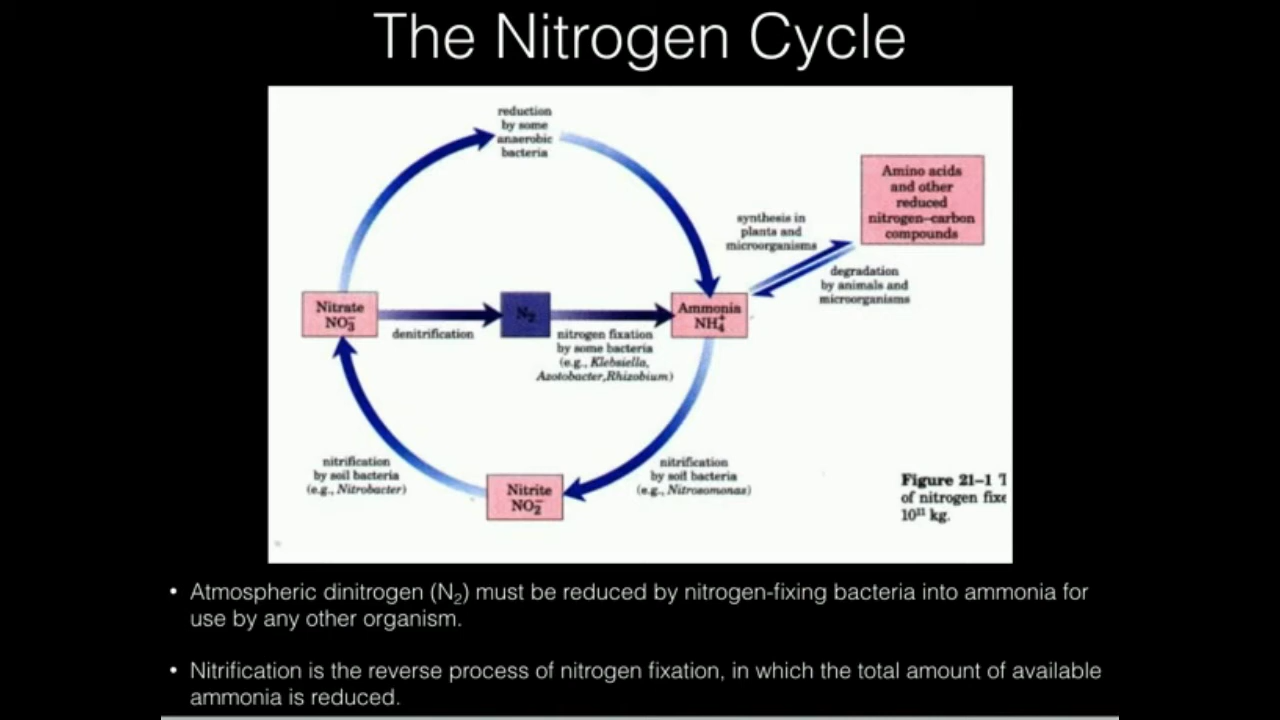 The Nitrogen Cycle
reduction
by some
anaerobic
bacteria
Amino acids
and other
reduced
nitrogen–carbon
compounds
synthesis in
plants and
microorganisms
degradation
by animals and
microorganisms
Nitrate
NO₃⁻
denitrification
N₂
nitrogen fixation
by some bacteria
(e.g., Klebsiella,
Azotobacter,Rhizobium)
Ammonia
NH₄⁺
nitrification
by soil bacteria
(e.g., Nitrobacter)
Nitrite
NO₂⁻
nitrification
by soil bacteria
(e.g., Nitrosomonas)
Figure 21–1 T
of nitrogen fixe
10¹¹ kg.
• Atmospheric dinitrogen (N₂) must be reduced by nitrogen-fixing bacteria into ammonia for
use by any other organism.
• Nitrification is the reverse process of nitrogen fixation, in which the total amount of available
ammonia is reduced.